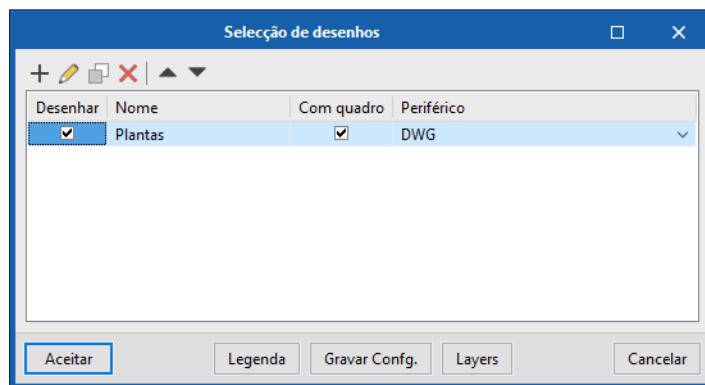 Selecção de desenhos
Desenhar Nome Com quadro Periférico
Plantas DWG
Aceitar Legenda Gravar Confg. Layers Cancelar